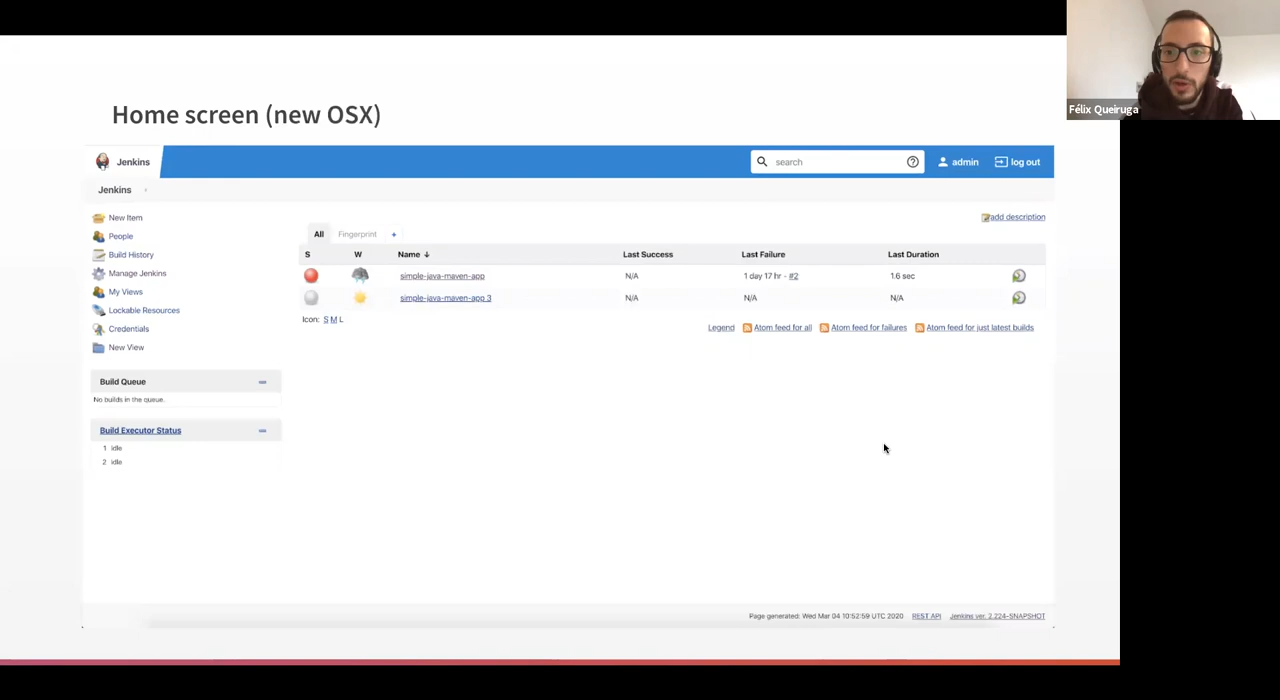 Félix Queiruga
Home screen (new OSX)
Jenkins
search
admin
log out
Jenkins
New Item
People
Build History
Manage Jenkins
My Views
Lockable Resources
Credentials
New View
Build Queue
No builds in the queue.
Build Executor Status
1 Idle
2 Idle
add description
All Fingerprint +
S W Name ↓ Last Success Last Failure Last Duration
simple-java-maven-app N/A 1 day 17 hr - #2 1.6 sec
simple-java-maven-app 3 N/A N/A N/A
Icon: S M L
Legend Atom feed for all Atom feed for failures Atom feed for just latest builds
Page generated: Wed Mar 04 10:52:59 UTC 2020 REST API Jenkins ver. 2.224-SNAPSHOT